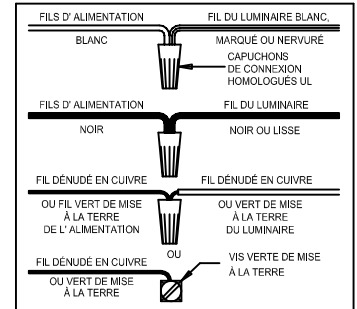 FILS D' ALIMENTATION
FIL DU LUMINAIRE BLANC,
BLANC
MARQUÉ OU NERVURÉ
CAPUCHONS
DE CONNEXION
HOMOLOGUÉS UL
FILS D' ALIMENTATION
FIL DU LUMINAIRE
NOIR
NOIR OU LISSE
FIL DÉNUDÉ EN CUIVRE
FIL DÉNUDÉ EN CUIVRE
OU FIL VERT DE MISE
À LA TERRE
DE L' ALIMENTATION
OU VERT DE MISE
À LA TERRE
DU LUMINAIRE
OU
FIL DÉNUDÉ EN CUIVRE
OU VERT DE MISE
À LA TERRE
VIS VERTE DE MISE
À LA TERRE